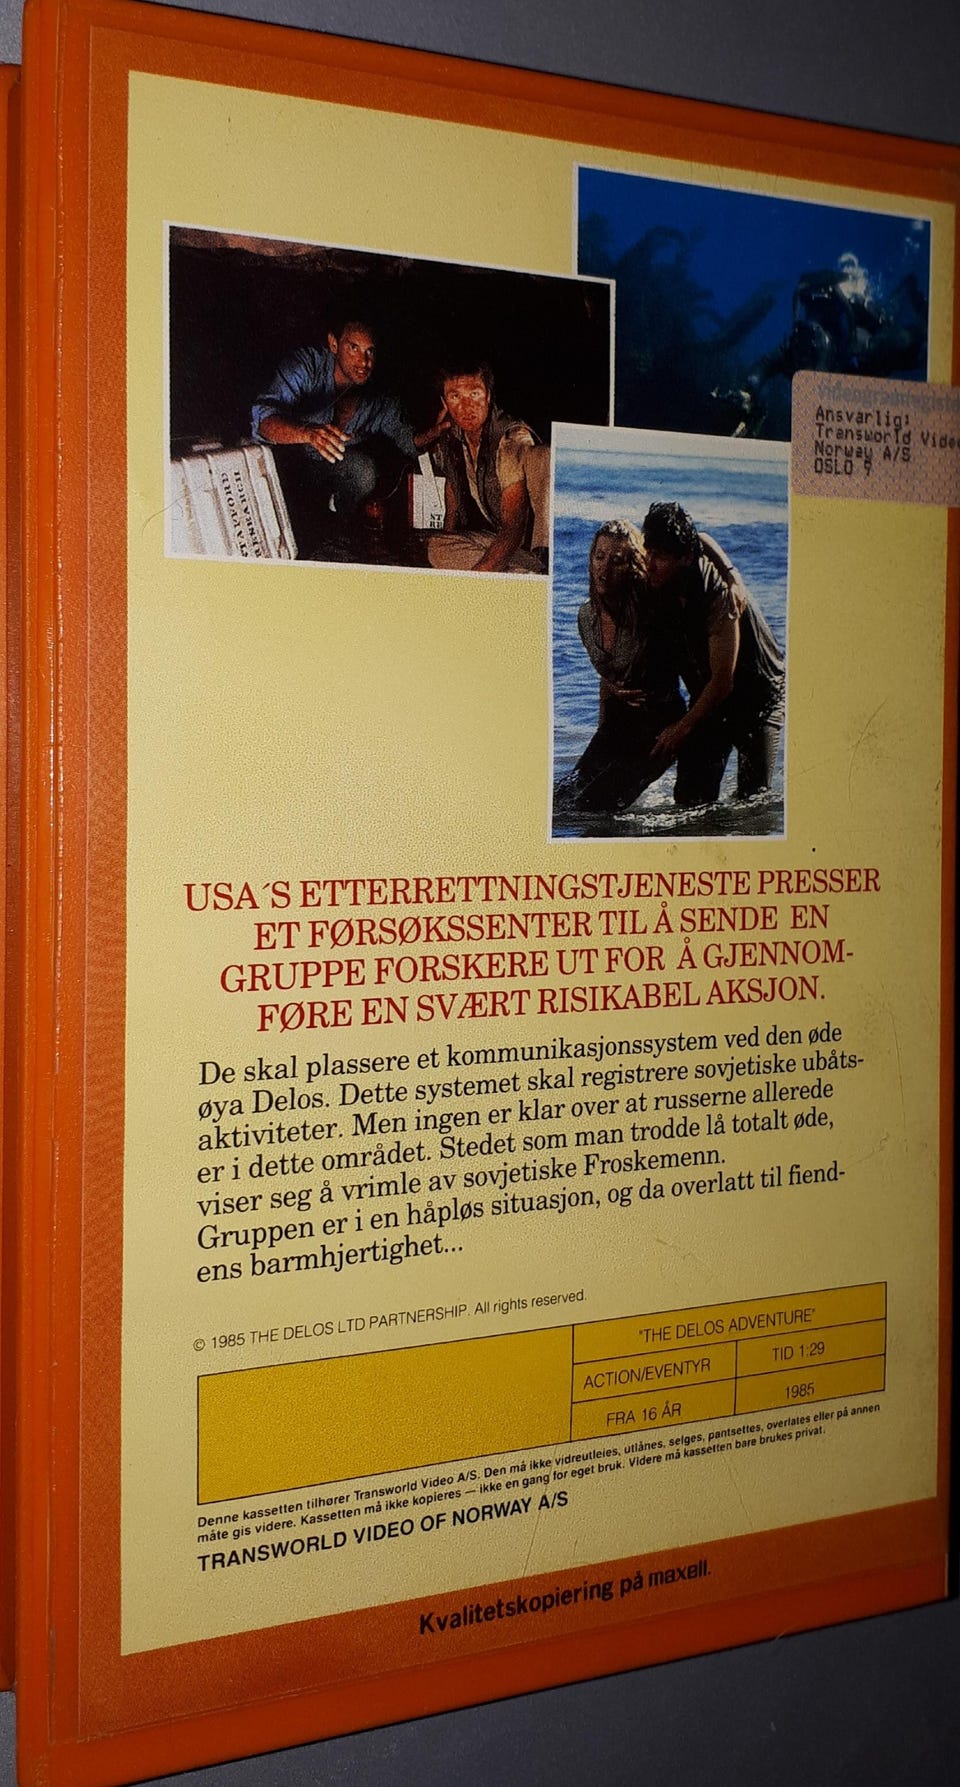 videogramregist
Ansvarlig:
Transworld Video
Norway A/S
OSLO 9
STAFFORD
RESEARCH
ST
RE
USA´S ETTERRETTNINGSTJENESTE PRESSER
ET FØRSØKSSENTER TIL Å SENDE EN
GRUPPE FORSKERE UT FOR Å GJENNOM-
FØRE EN SVÆRT RISIKABEL AKSJON.
De skal plassere et kommunikasjonssystem ved den øde
øya Delos. Dette systemet skal registrere sovjetiske ubåts-
aktiviteter. Men ingen er klar over at russerne allerede
er i dette området. Stedet som man trodde lå totalt øde,
viser seg å vrimle av sovjetiske Froskemenn.
Gruppen er i en håpløs situasjon, og da overlatt til fiend-
ens barmhjertighet...
© 1985 THE DELOS LTD PARTNERSHIP. All rights reserved.
"THE DELOS ADVENTURE"
ACTION/EVENTYR TID 1:29
FRA 16 ÅR 1985
Denne kassetten tilhører Transworld Video A/S. Den må ikke vidreutleies, utlånes, selges, pantsettes, overlates eller på annen
måte gis videre. Kassetten må ikke kopieres — ikke en gang for eget bruk. Videre må kassetten bare brukes privat.
TRANSWORLD VIDEO OF NORWAY A/S
Kvalitetskopiering på maxell.